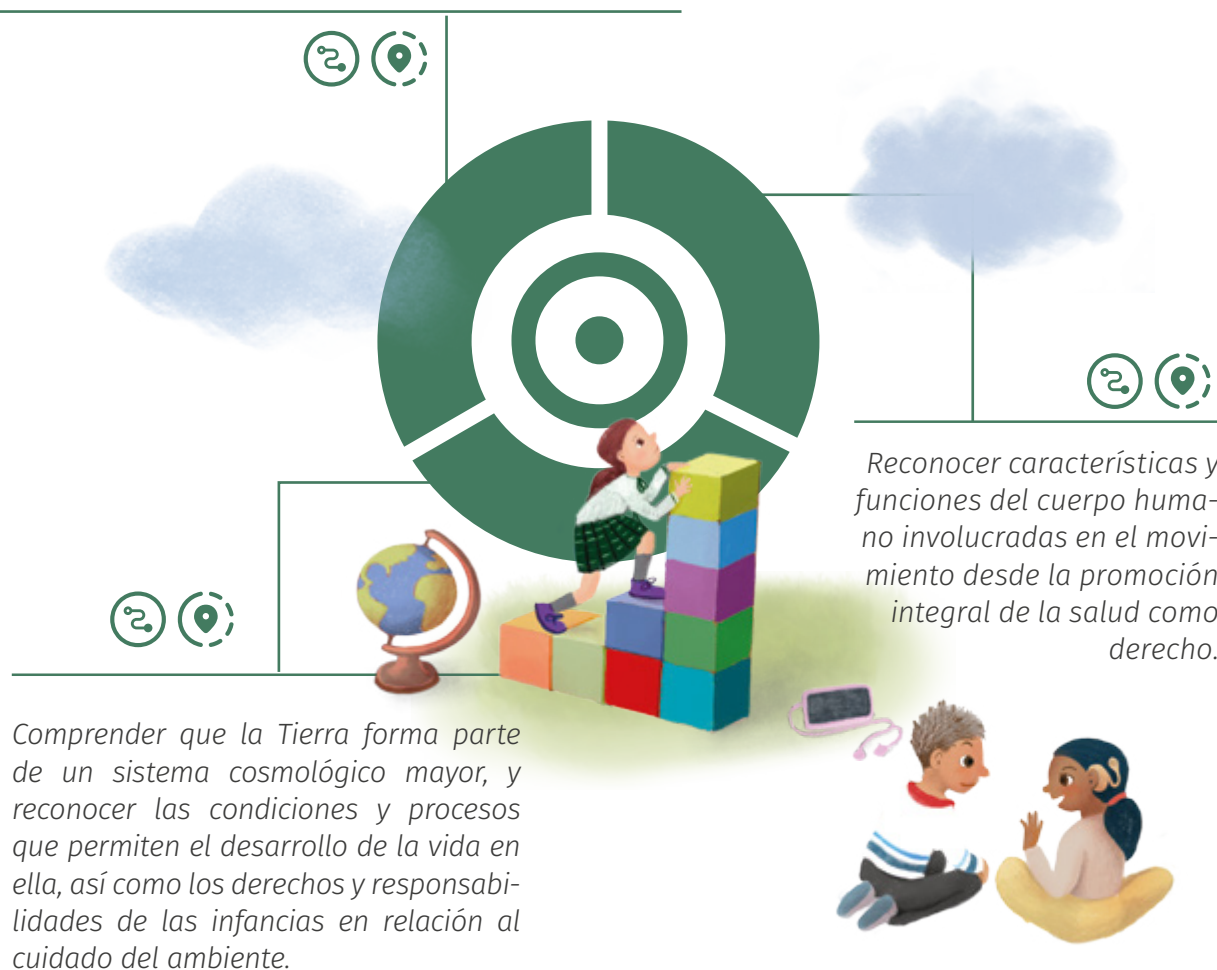 Reconocer características y
funciones del cuerpo huma-
no involucradas en el movi-
miento desde la promoción
integral de la salud como
derecho.
Comprender que la Tierra forma parte
de un sistema cosmológico mayor, y
reconocer las condiciones y procesos
que permiten el desarrollo de la vida en
ella, así como los derechos y responsabi-
lidades de las infancias en relación al
cuidado del ambiente.